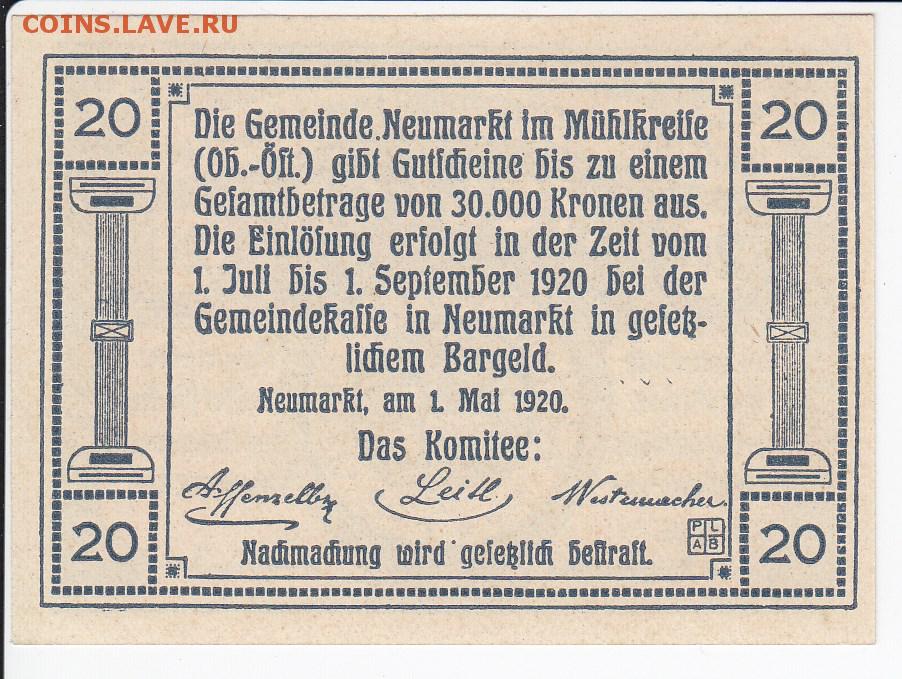 COINS.LAVE.RU
20
20
Die Gemeinde Neumarkt im Mühlkreise
(Ob.-Öst.) gibt Gutscheine bis zu einem
Gesamtbetrage von 30.000 Kronen aus.
Die Einlösung erfolgt in der Zeit vom
1. Juli bis 1. September 1920 bei der
Gemeindekasse in Neumarkt in gesetz-
lichem Bargeld.
Neumarkt, am 1. Mai 1920.
Das Komitee:
Leitl
PLAB
20
20
Nachmachung wird gesetzlich bestraft.